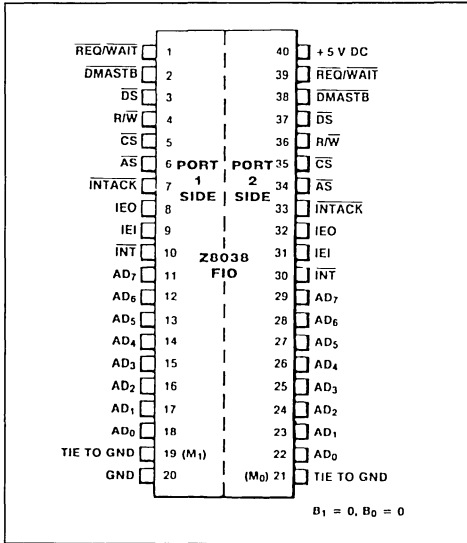 REQ/WAIT 1 40 + 5 V DC
DMASTB 2 39 REQ/WAIT
DS 3 38 DMASTB
R/W 4 37 DS
CS 5 36 R/W
AS 6 PORT PORT 35 CS
INTACK 7 1 2 34 AS
IEO 8 SIDE SIDE 33 INTACK
IEI 9 32 IEO
INT 10 Z8038 31 IEI
AD7 11 FIO 30 INT
AD6 12 29 AD7
AD5 13 28 AD6
AD4 14 27 AD5
AD3 15 26 AD4
AD2 16 25 AD3
AD1 17 24 AD2
AD0 18 23 AD1
TIE TO GND 19 (M1) 22 AD0
GND 20 (M0) 21 TIE TO GND
B1 = 0, B0 = 0